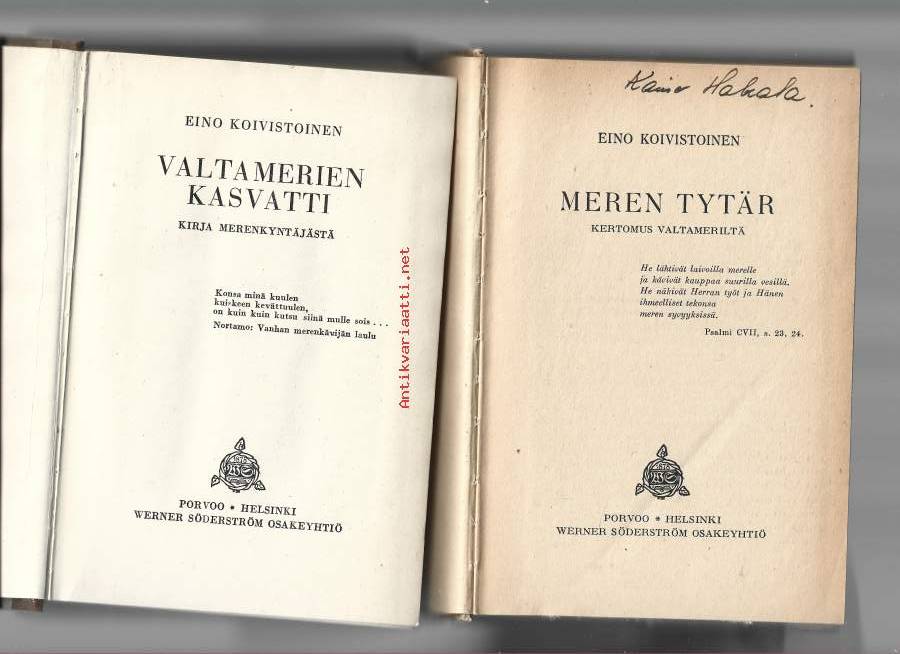 EINO KOIVISTOINEN
VALTAMERIEN
KASVATTI
KIRJA MERENKYNTÄJÄSTÄ
Konsa minä kuulen
kui-keen kevättuulen,
on kuin kuin kutsu siinä mulle sois . . .
Nortamo: Vanhan merenkävijän laulu
PORVOO • HELSINKI
WERNER SÖDERSTRÖM OSAKEYHTIÖ
Antikvariaatti.net
Hakala.
EINO KOIVISTOINEN
MEREN TYTÄR
KERTOMUS VALTAMERILTÄ
He lähtivät laivoilla merelle
ja kävivät kauppaa suurilla vesillä.
He näkivät Herran työt ja Hänen
ihmeelliset tekonsa
meren syvyyksissä.
Psalmi CVII, s. 23, 24.
PORVOO • HELSINKI
WERNER SÖDERSTRÖM OSAKEYHTIÖ